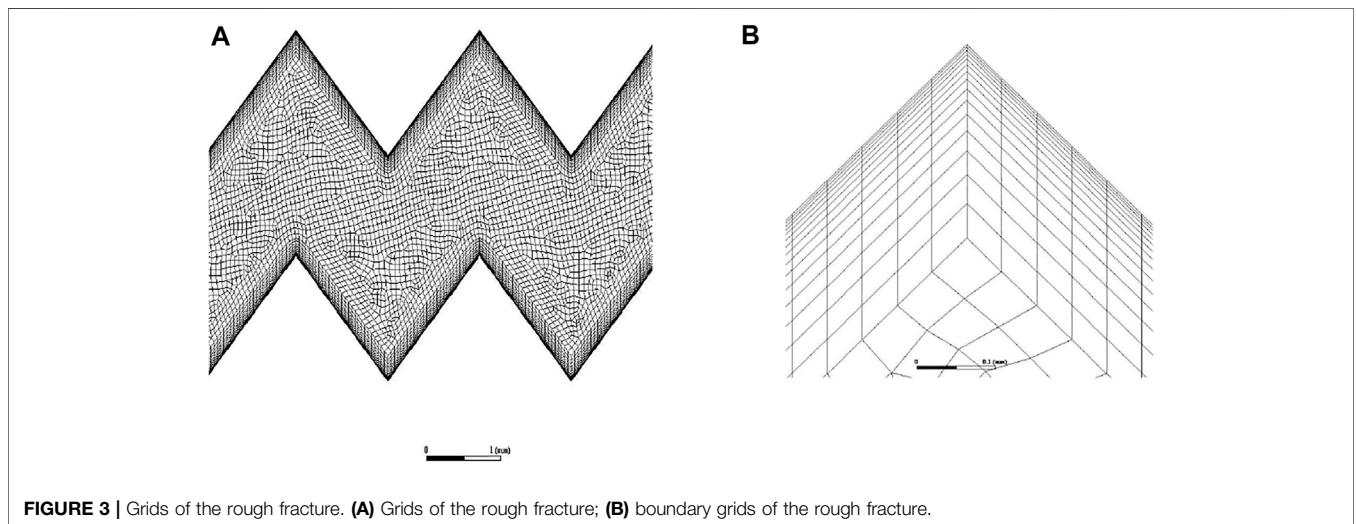 A
B
0 1 (mm)
0 0.1 (mm)
FIGURE 3 | Grids of the rough fracture. (A) Grids of the rough fracture; (B) boundary grids of the rough fracture.